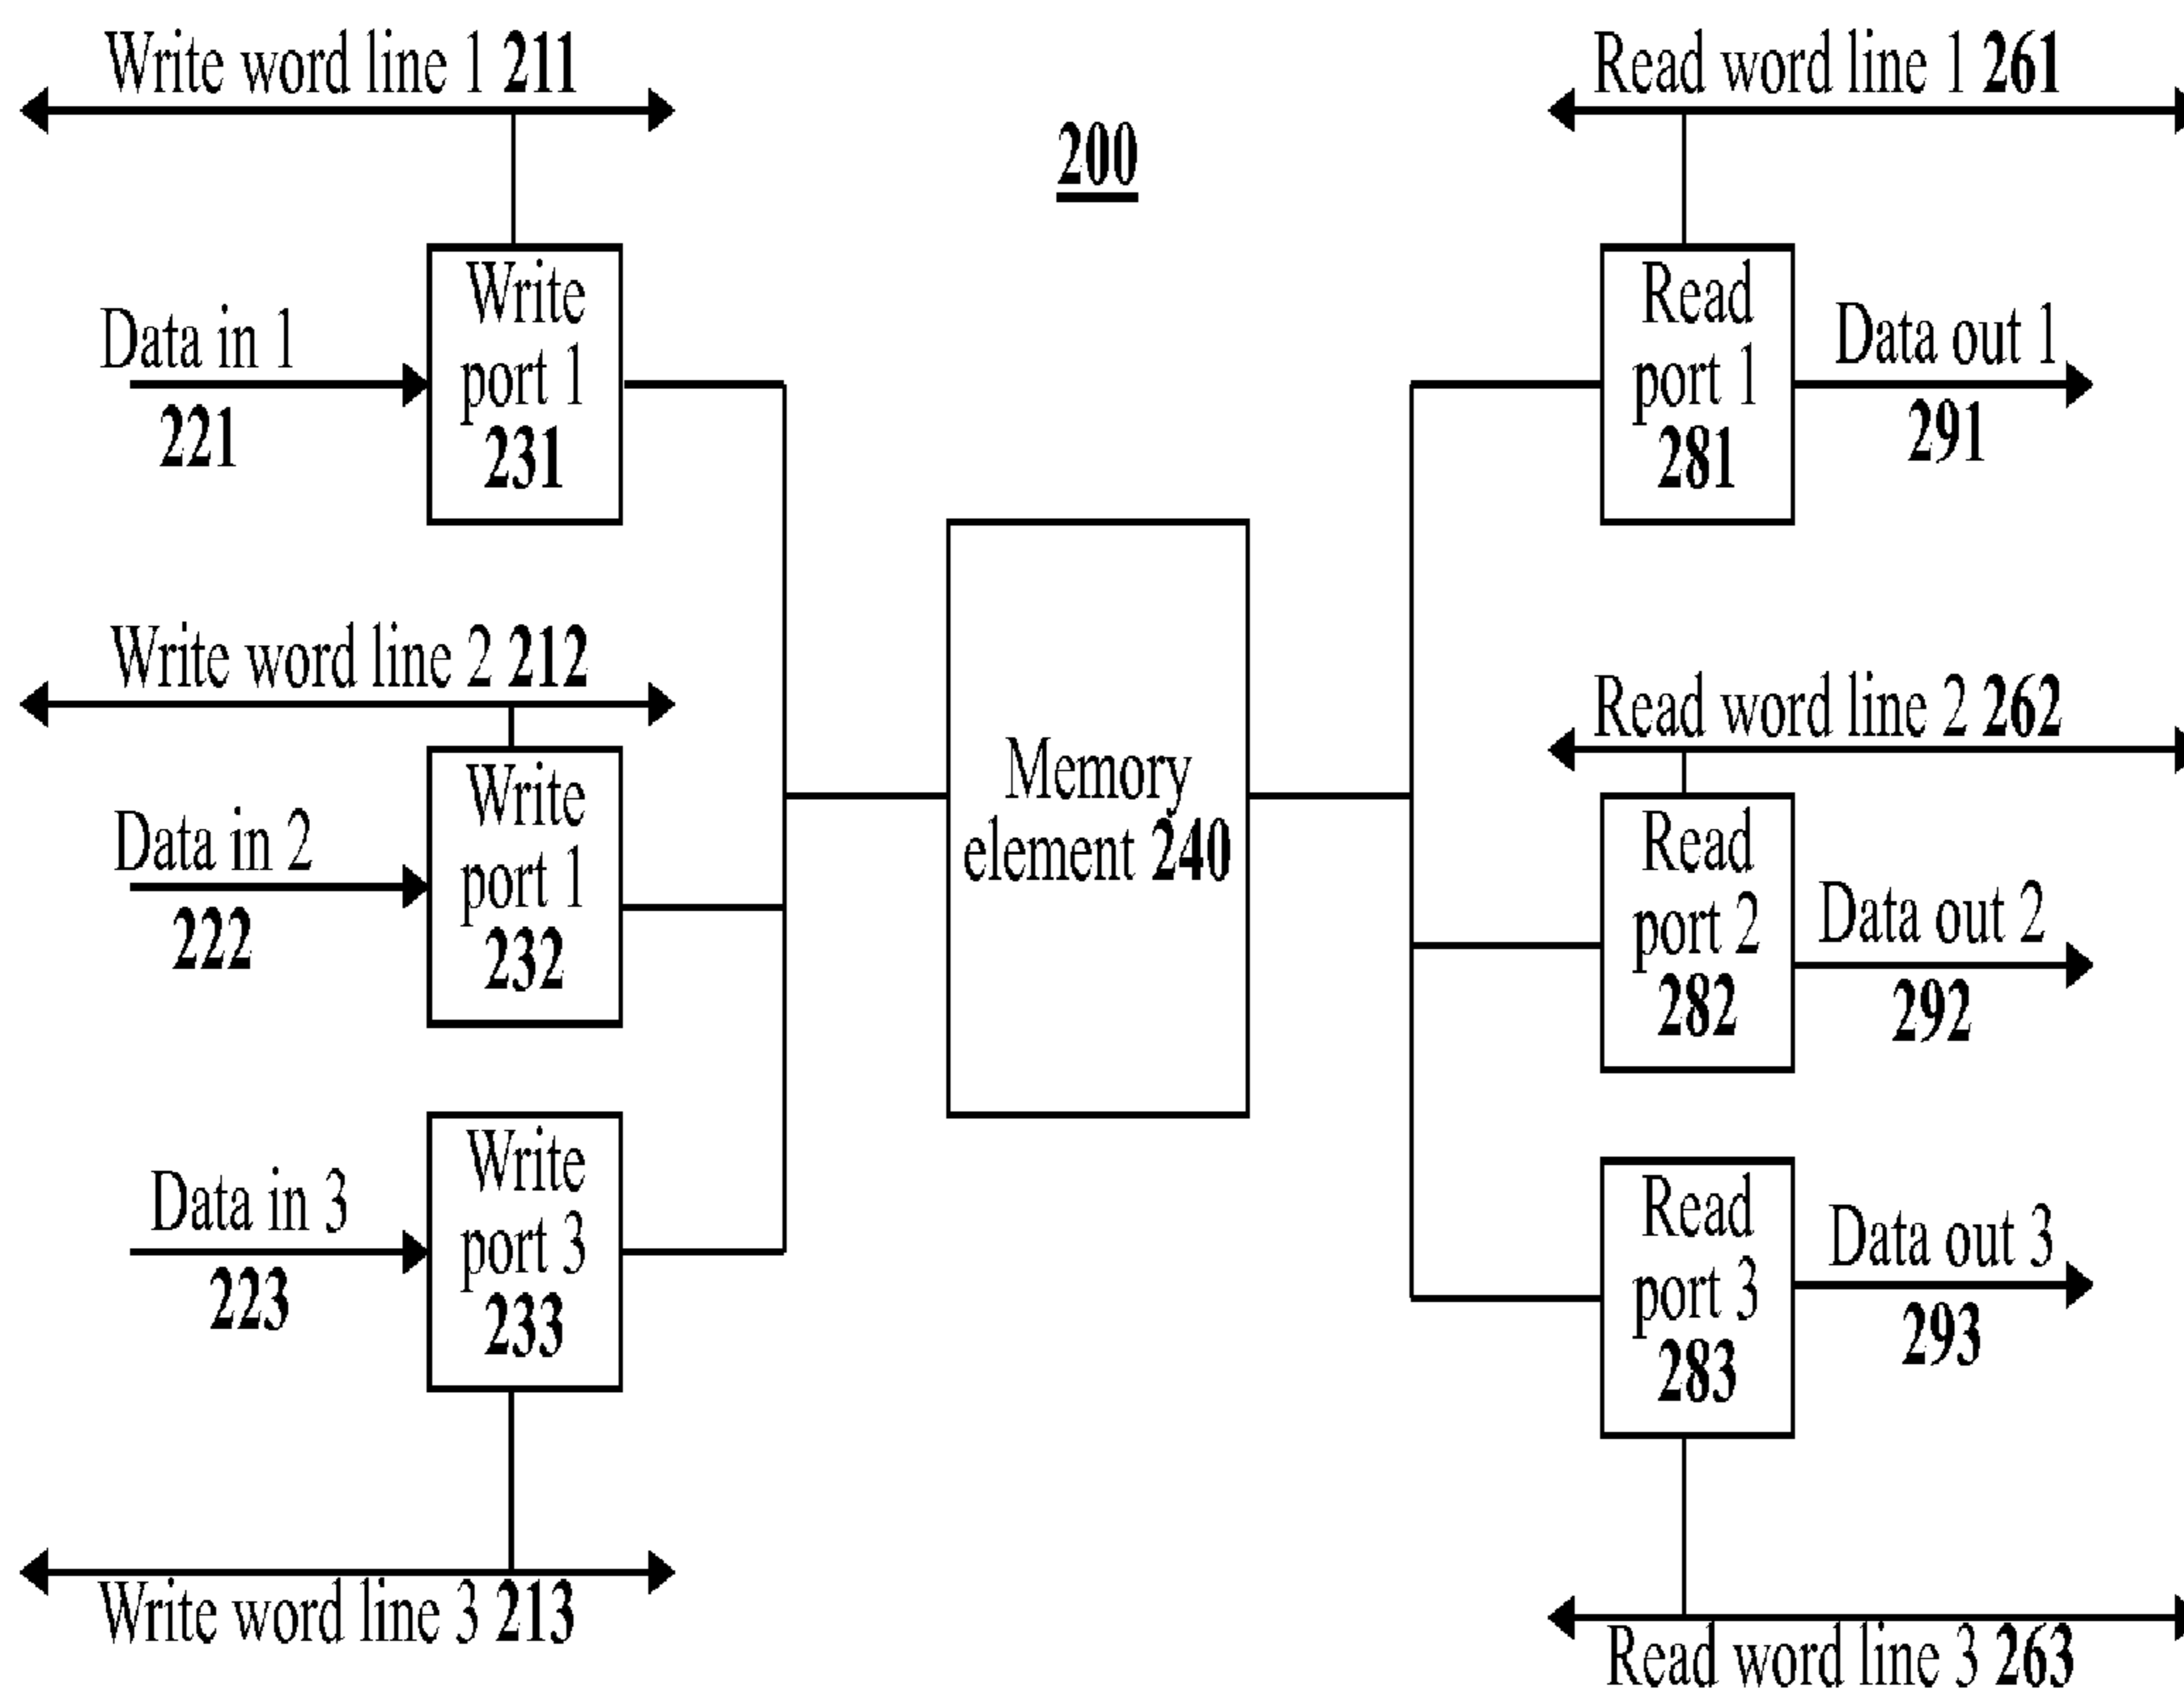 Write word line 1 211
Data in 1
221
Write
port 1
231
Write word line 2 212
Data in 2
222
Write
port 1
232
Data in 3
223
Write
port 3
233
Write word line 3 213
200
Memory
element 240
Read word line 1 261
Read
port 1
281
Data out 1
291
Read word line 2 262
Read
port 2
282
Data out 2
292
Read
port 3
283
Data out 3
293
Read word line 3 263